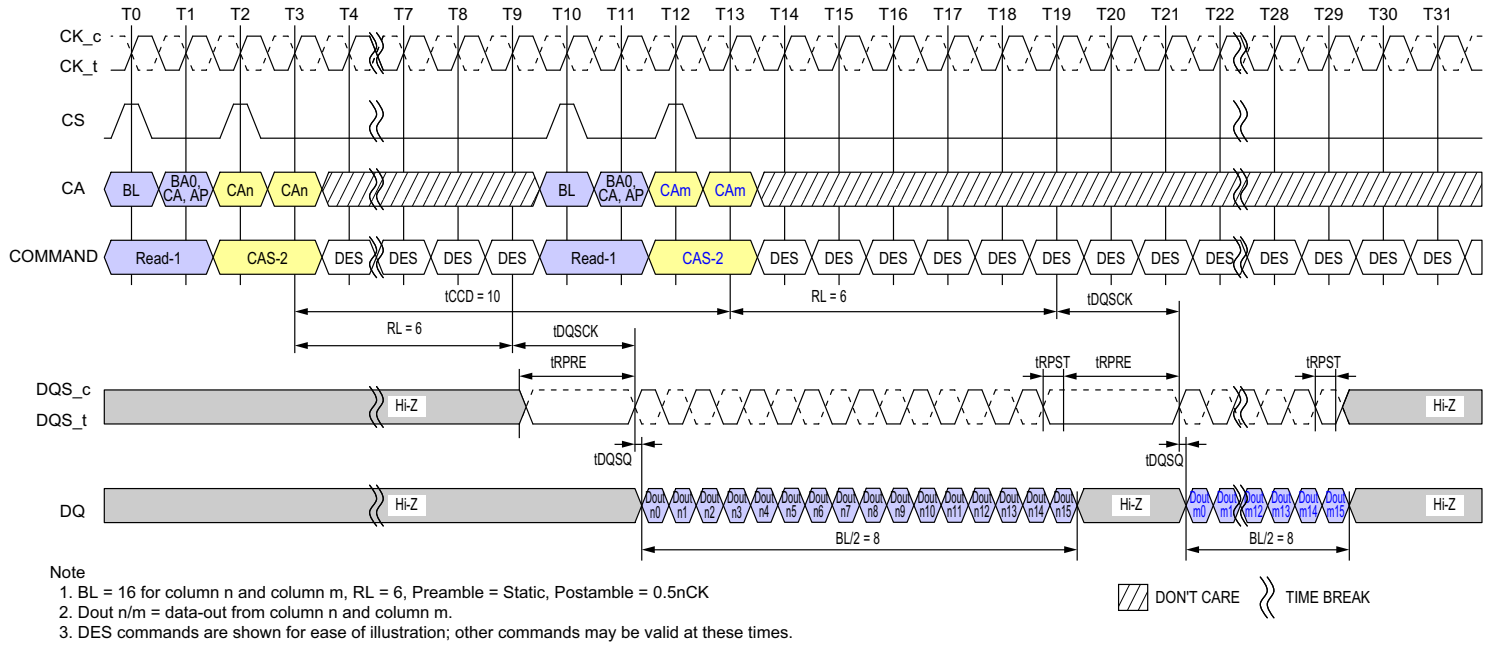 T0 T1 T2 T3 T4 T7 T8 T9 T10 T11 T12 T13 T14 T15 T16 T17 T18 T19 T20 T21 T22 T28 T29 T30 T31
CK_c
CK_t
CS
CA BL BA0, CA, AP CAn CAn BL BA0, CA, AP CAm CAm
COMMAND Read-1 CAS-2 DES DES DES DES Read-1 CAS-2 DES DES DES DES DES DES DES DES DES DES DES DES DES
tCCD = 10 RL = 6 tDQSCK
RL = 6 tDQSCK
tRPRE tRPST tRPRE tRPST
DQS_c
DQS_t
Hi-Z Hi-Z
tDQSQ tDQSQ
DQ Hi-Z Dout n0 Dout n1 Dout n2 Dout n3 Dout n4 Dout n5 Dout n6 Dout n7 Dout n8 Dout n9 Dout n10 Dout n11 Dout n12 Dout n13 Dout n14 Dout n15 Hi-Z Dout m0 Dout m1 Dout m12 Dout m13 Dout m14 Dout m15 Hi-Z
BL/2 = 8 BL/2 = 8
Note
1. BL = 16 for column n and column m, RL = 6, Preamble = Static, Postamble = 0.5nCK
2. Dout n/m = data-out from column n and column m.
3. DES commands are shown for ease of illustration; other commands may be valid at these times.
DON'T CARE TIME BREAK